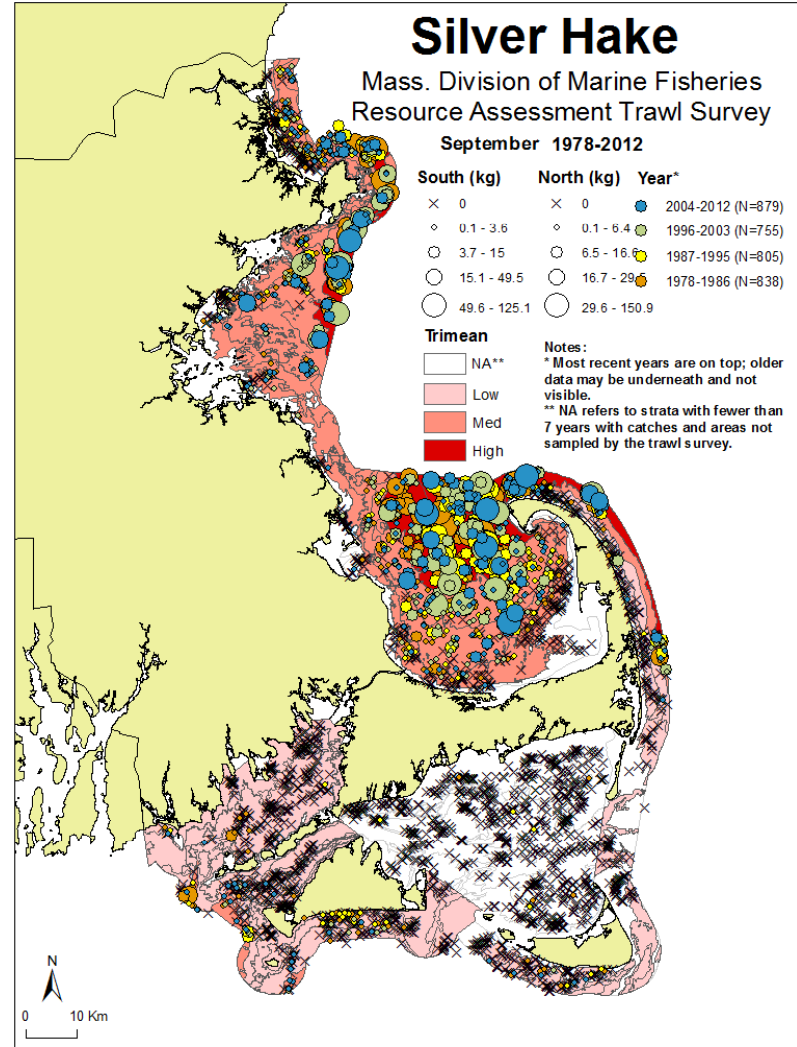 Silver Hake
Mass. Division of Marine Fisheries
Resource Assessment Trawl Survey
September 1978-2012
South (kg) North (kg) Year*
0 0 2004-2012 (N=879)
0.1 - 3.6 0.1 - 6.4 1996-2003 (N=755)
3.7 - 15 6.5 - 16.6 1987-1995 (N=805)
15.1 - 49.5 16.7 - 29.5 1978-1986 (N=838)
49.6 - 125.1 29.6 - 150.9
Trimean
NA**
Low
Med
High
Notes:
* Most recent years are on top; older
data may be underneath and not
visible.
** NA refers to strata with fewer than
7 years with catches and areas not
sampled by the trawl survey.
N
0 10 Km